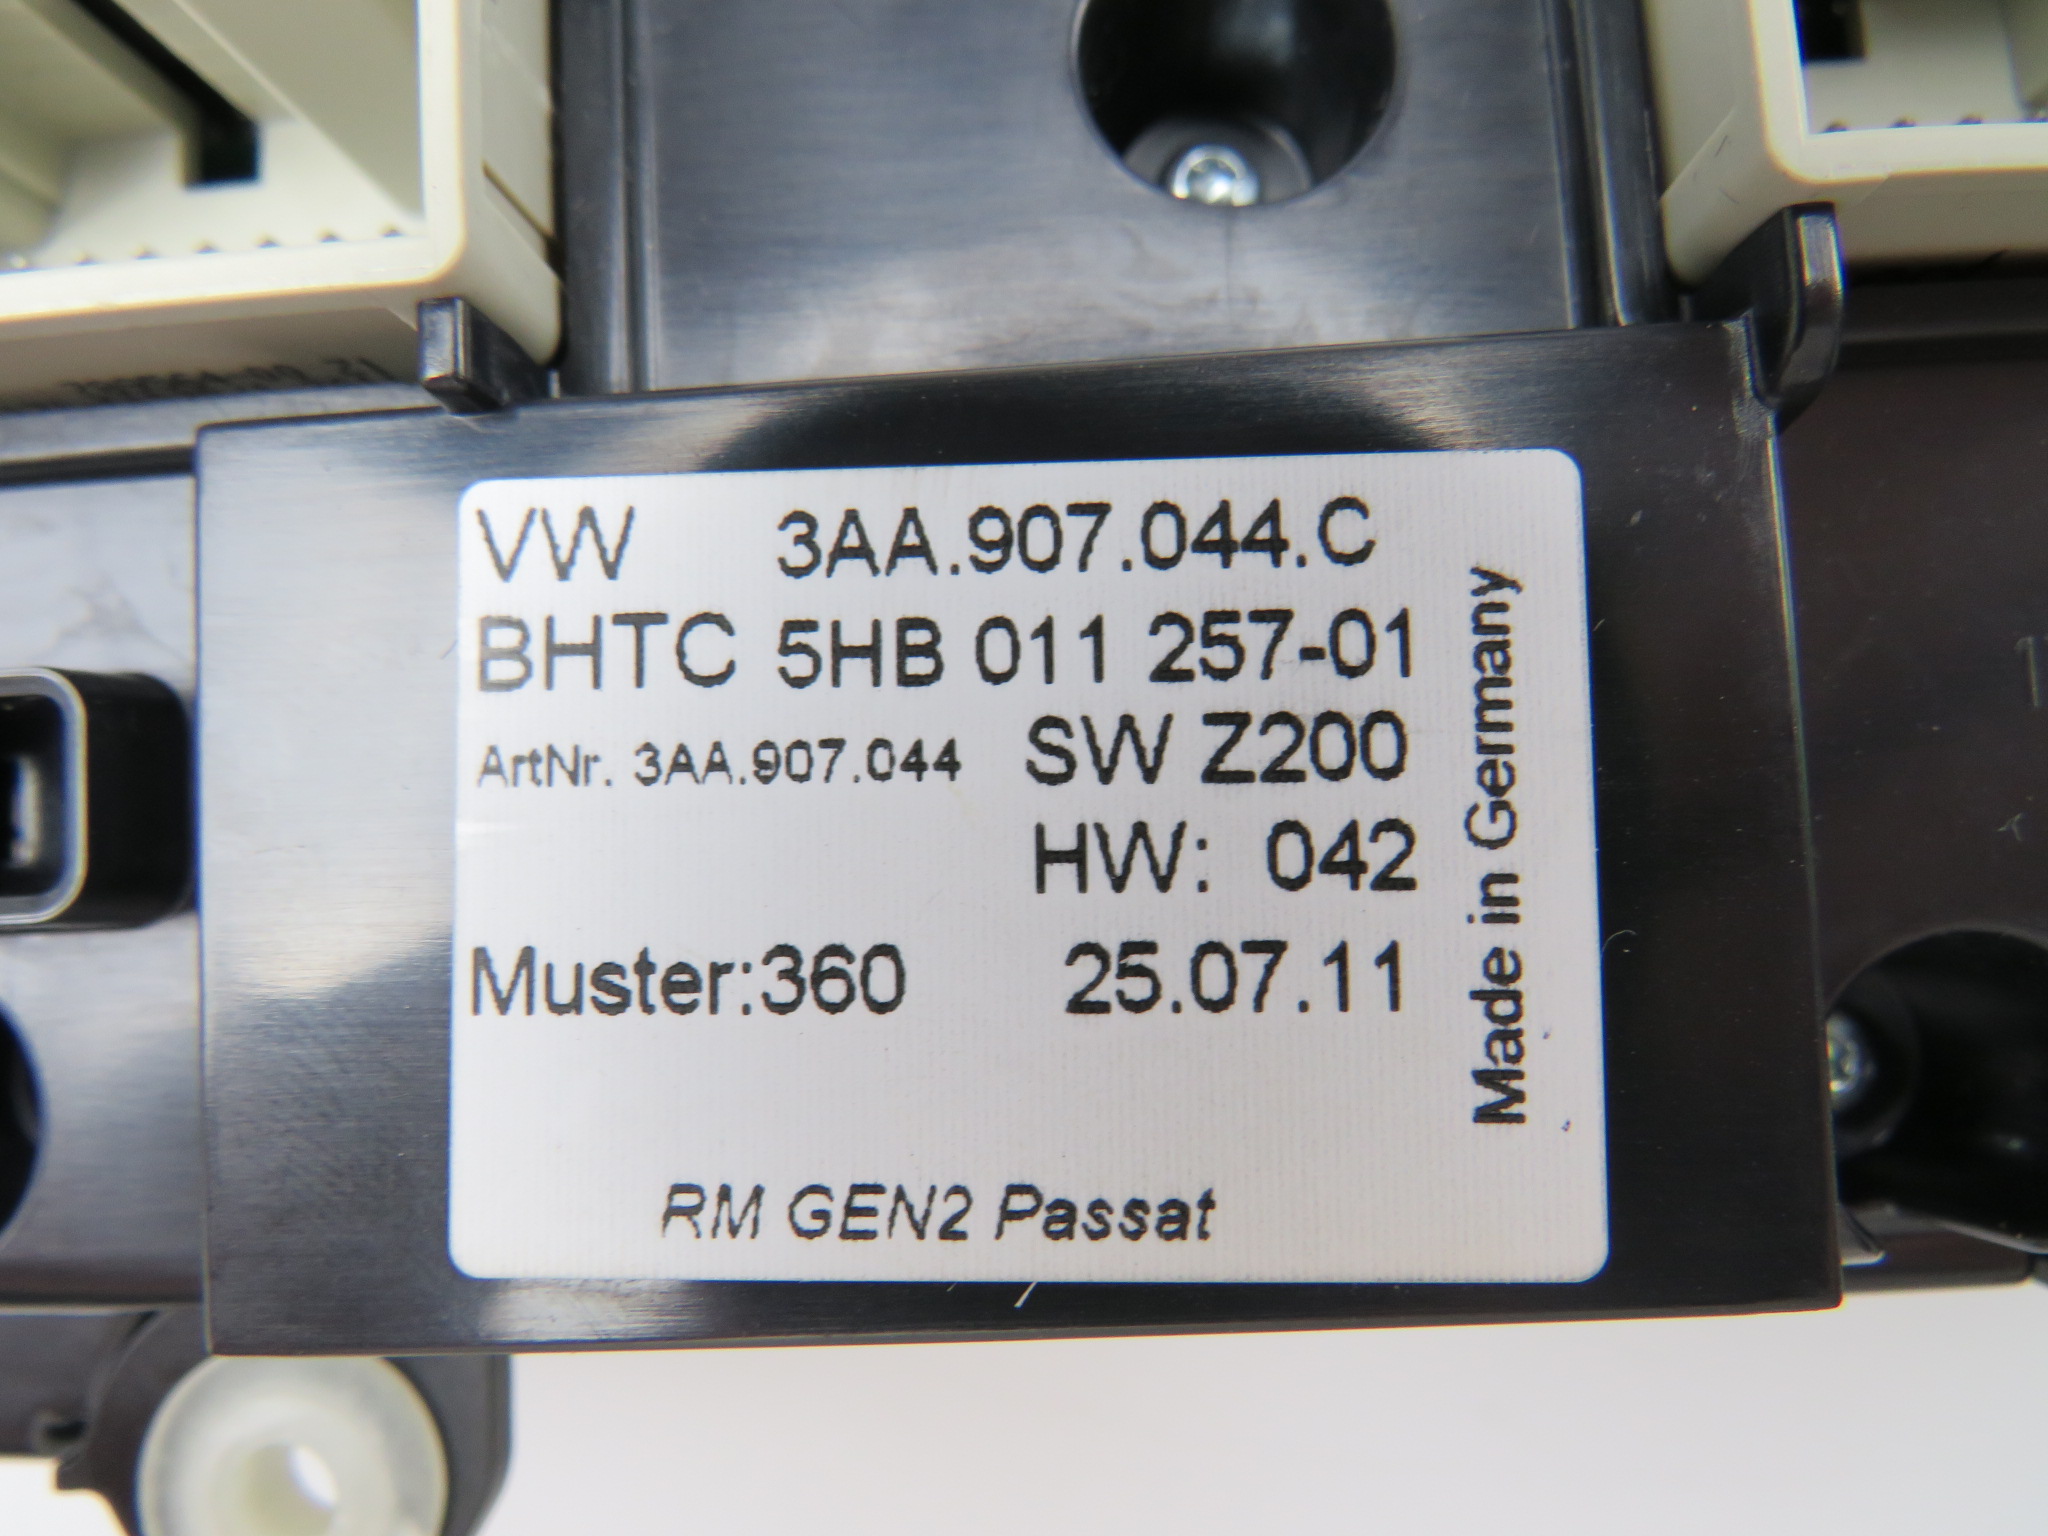 VW 3AA.907.044.C
BHTC 5HB 011 257-01
ArtNr. 3AA.907.044 SW Z200
HW: 042
Muster:360 25.07.11
RM GEN2 Passat
Made in Germany